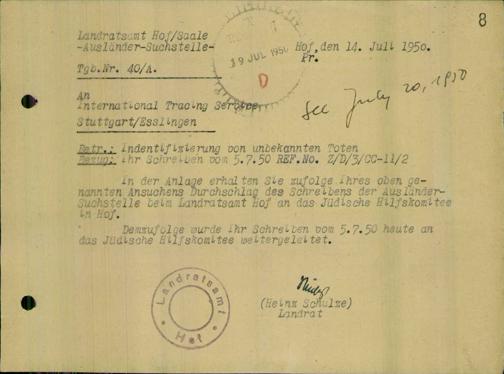 8
Landratsamt Hof/Saale
-Ausländer-Suchstelle-
Hof, den 14. Juli 1950.
Pr.
19 JUL 1950
D
Tgb.Nr. 40/A.
See July 20, 1950
An
International Tracing Service,
Stuttgart/Esslingen
Betr.: Indentifizierung von unbekannten Toten
Bezug: Ihr Schreiben vom 5.7.50 REF.No. Z/D/3/CC-11/2
In der Anlage erhalten Sie zufolge Ihres oben ge-
nannten Ansuchens Durchschlag des Schreibens der Ausländer-
Suchstelle beim Landratsamt Hof an das Jüdische Hilfskomitee
in Hof.
Demzufolge wurde Ihr Schreiben vom 5.7.50 heute an
das Jüdische Hilfskomitee weitergeleitet.
Landratsamt
Hof
(Heinz Schulze)
Landrat